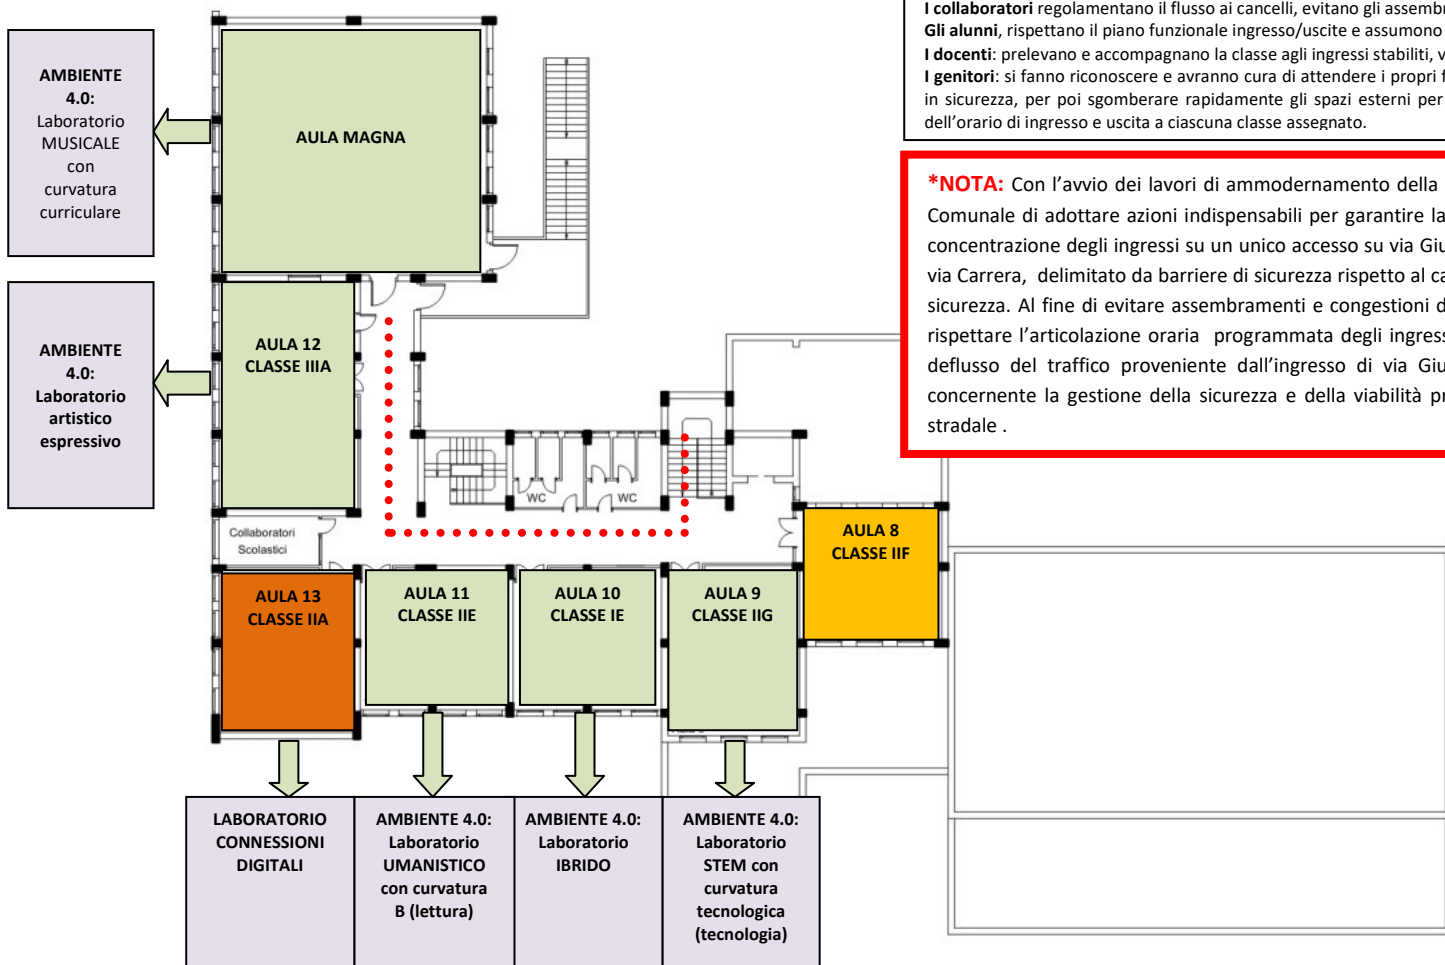 I collaboratori regolamentano il flusso ai cancelli, evitano gli
Gli alunni, rispettano il piano funzionale ingresso/uscite e assumono
I docenti: prelevano e accompagnano la classe agli ingressi stabiliti,
I genitori: si fanno riconoscere e avranno cura di attendere i propri
in sicurezza, per poi sgomberare rapidamente gli spazi esterni per
dell’orario di ingresso e uscita a ciascuna classe assegnato.
*NOTA: Con l’avvio dei lavori di ammodernamento della
Comunale di adottare azioni indispensabili per garantire la
concentrazione degli ingressi su un unico accesso su via
via Carrera, delimitato da barriere di sicurezza rispetto al
sicurezza. Al fine di evitare assembramenti e congestioni
rispettare l’articolazione oraria programmata degli
deflusso del traffico proveniente dall’ingresso di via
concernente la gestione della sicurezza e della viabilità
stradale .
AMBIENTE
4.0:
Laboratorio
MUSICALE
con
curvatura
curriculare
AULA MAGNA
AMBIENTE
4.0:
Laboratorio
artistico
espressivo
AULA 12
CLASSE IIIA
WC
WC
Collaboratori
Scolastici
AULA 8
CLASSE IIF
AULA 13
CLASSE IIA
AULA 11
CLASSE IIE
AULA 10
CLASSE IE
AULA 9
CLASSE IIG
LABORATORIO
CONNESSIONI
DIGITALI
AMBIENTE 4.0:
Laboratorio
UMANISTICO
con curvatura
B (lettura)
AMBIENTE 4.0:
Laboratorio
IBRIDO
AMBIENTE 4.0:
Laboratorio
STEM con
curvatura
tecnologica
(tecnologia)